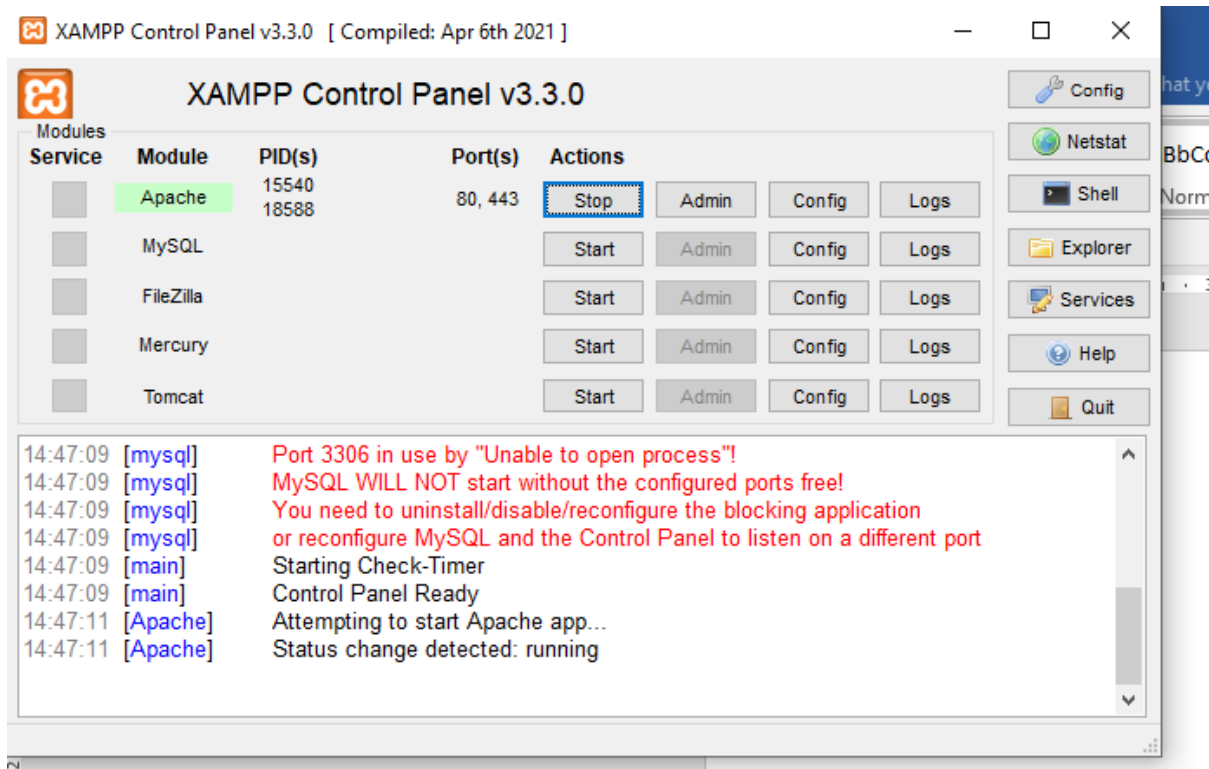 XAMPP Control Panel v3.3.0 [ Compiled: Apr 6th 2021 ]
XAMPP Control Panel v3.3.0
Config
Modules
Service Module PID(s) Port(s) Actions
Netstat
Apache 15540 18588 80, 443 Stop Admin Config Logs
Shell
MySQL Start Admin Config Logs
Explorer
FileZilla Start Admin Config Logs
Services
Mercury Start Admin Config Logs
Help
Tomcat Start Admin Config Logs
Quit
14:47:09 [mysql] Port 3306 in use by "Unable to open process"!
14:47:09 [mysql] MySQL WILL NOT start without the configured ports free!
14:47:09 [mysql] You need to uninstall/disable/reconfigure the blocking application
14:47:09 [mysql] or reconfigure MySQL and the Control Panel to listen on a different port
14:47:09 [main] Starting Check-Timer
14:47:09 [main] Control Panel Ready
14:47:11 [Apache] Attempting to start Apache app...
14:47:11 [Apache] Status change detected: running